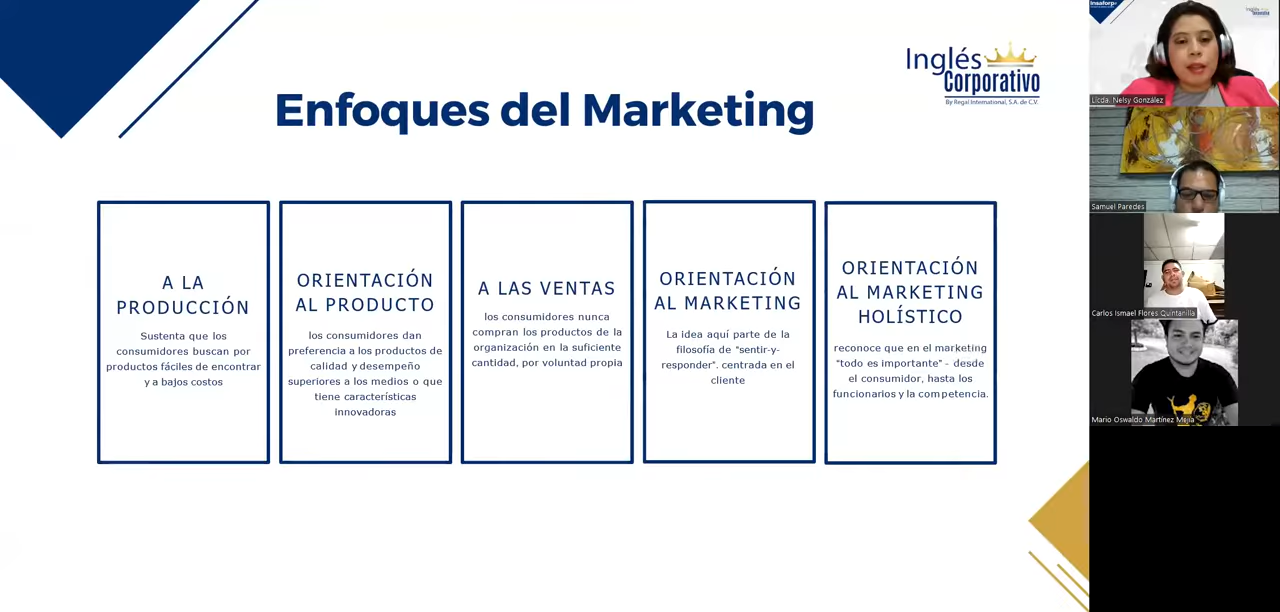 Enfoques del Marketing
Inglés
Corporativo
By Regal International, S.A. de C.V.
A LA
PRODUCCIÓN
Sustenta que los
consumidores buscan por
productos fáciles de encontrar
y a bajos costos
ORIENTACIÓN
AL PRODUCTO
los consumidores dan
preferencia a los productos de
calidad y desempeño
superiores a los medios o que
tiene características
innovadoras
A LAS VENTAS
los consumidores nunca
compran los productos de la
organización en la suficiente
cantidad, por voluntad propia
ORIENTACIÓN
AL MARKETING
La idea aquí parte de la
filosofía de "sentir-y-
responder". centrada en el
cliente
ORIENTACIÓN
AL MARKETING
HOLÍSTICO
reconoce que en el marketing
"todo es importante" – desde
el consumidor, hasta los
funcionarios y la competencia.
Insaforp
Licda. Nelsy González
Samuel Paredes
Carlos Ismael Flores Quintanilla
Mario Oswaldo Martínez Mejía